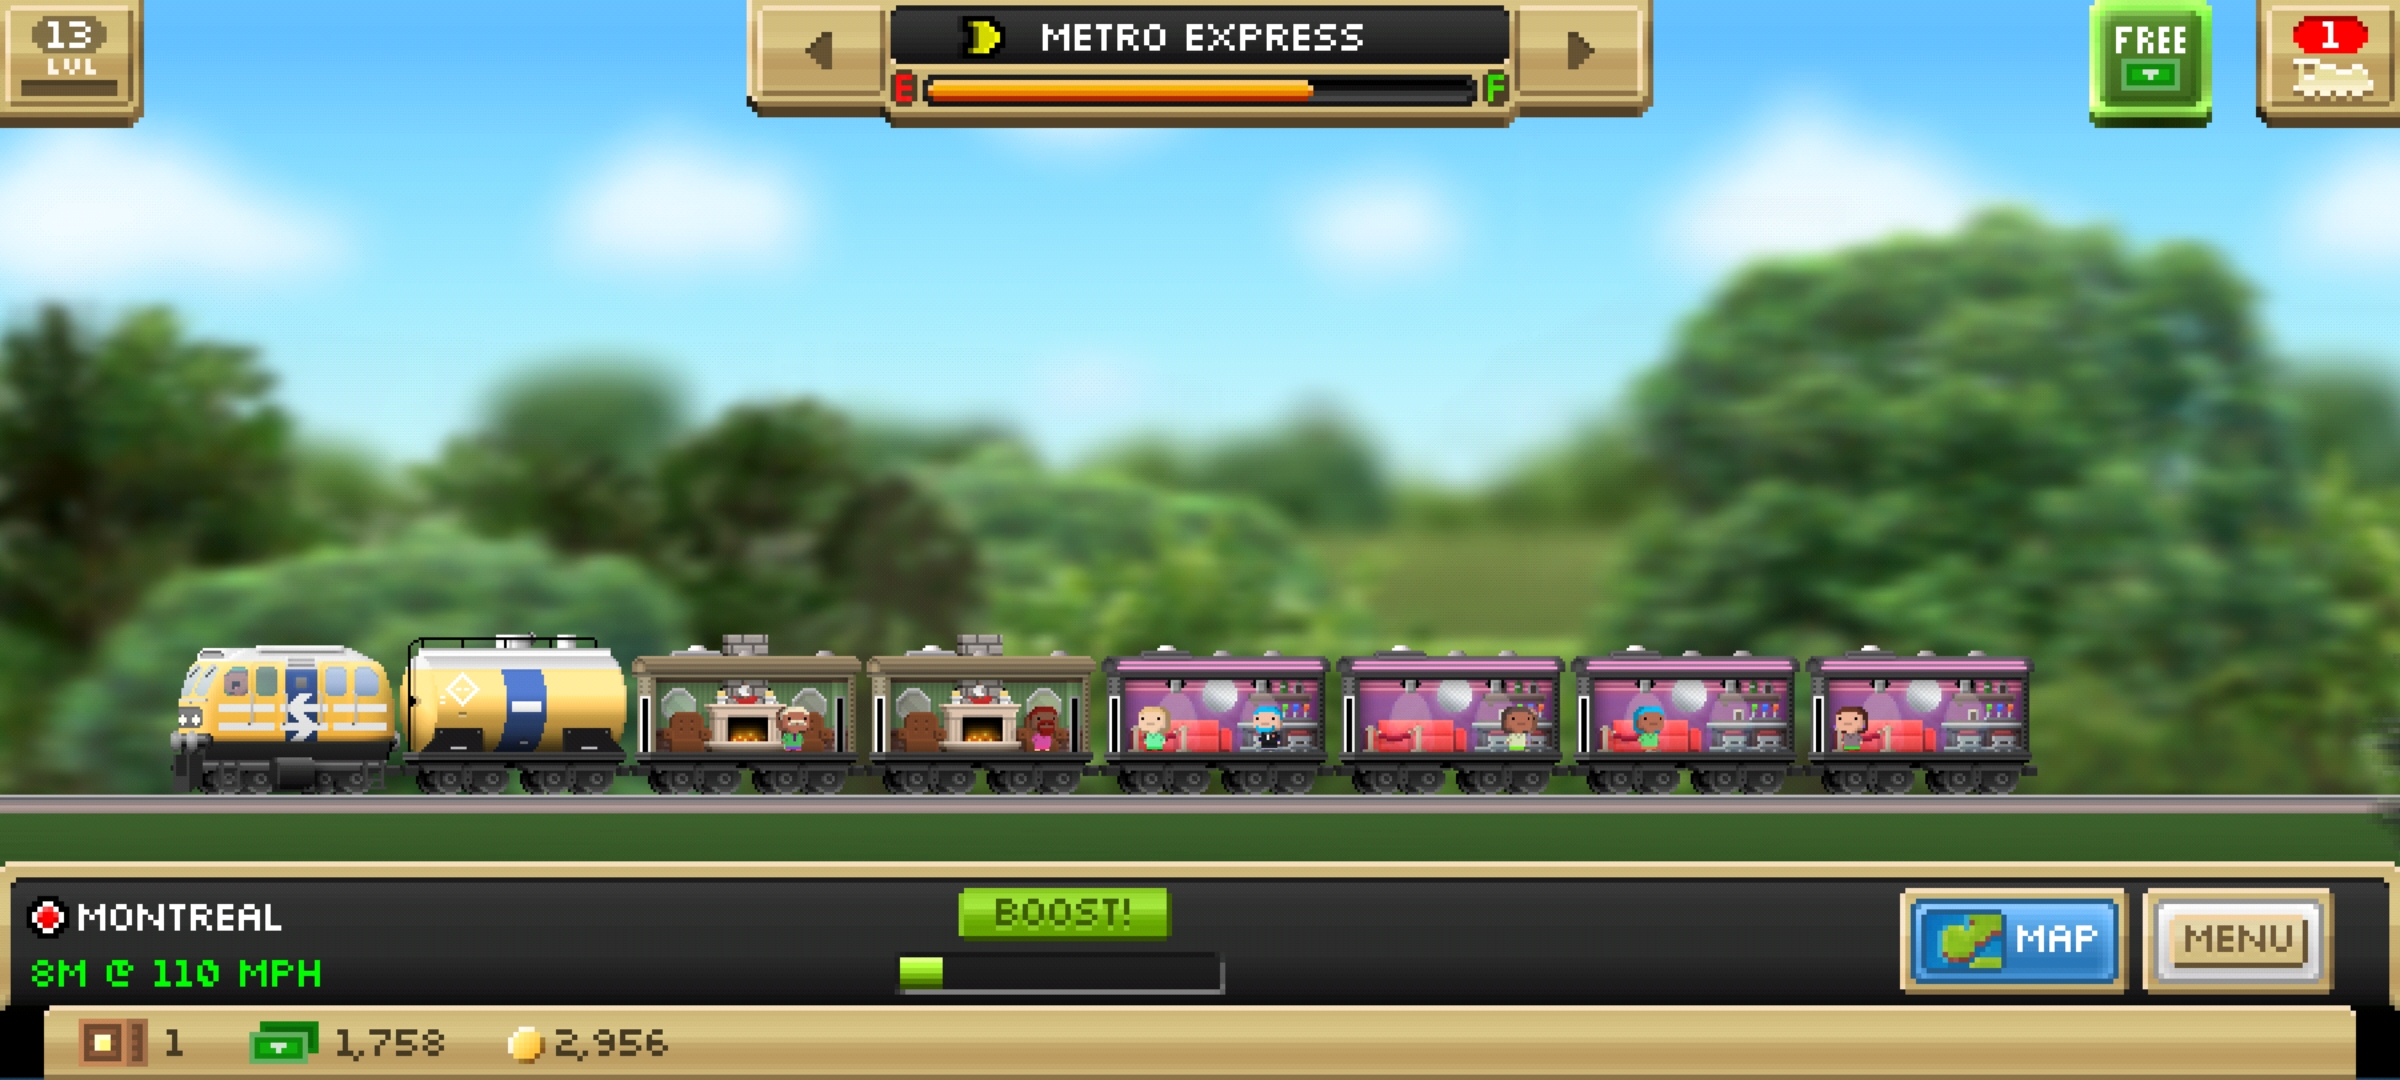 13
LVL
METRO EXPRESS
E F
FREE
1
MONTREAL
8M @ 110 MPH
BOOST!
MAP
MENU
1 1,758 2,956